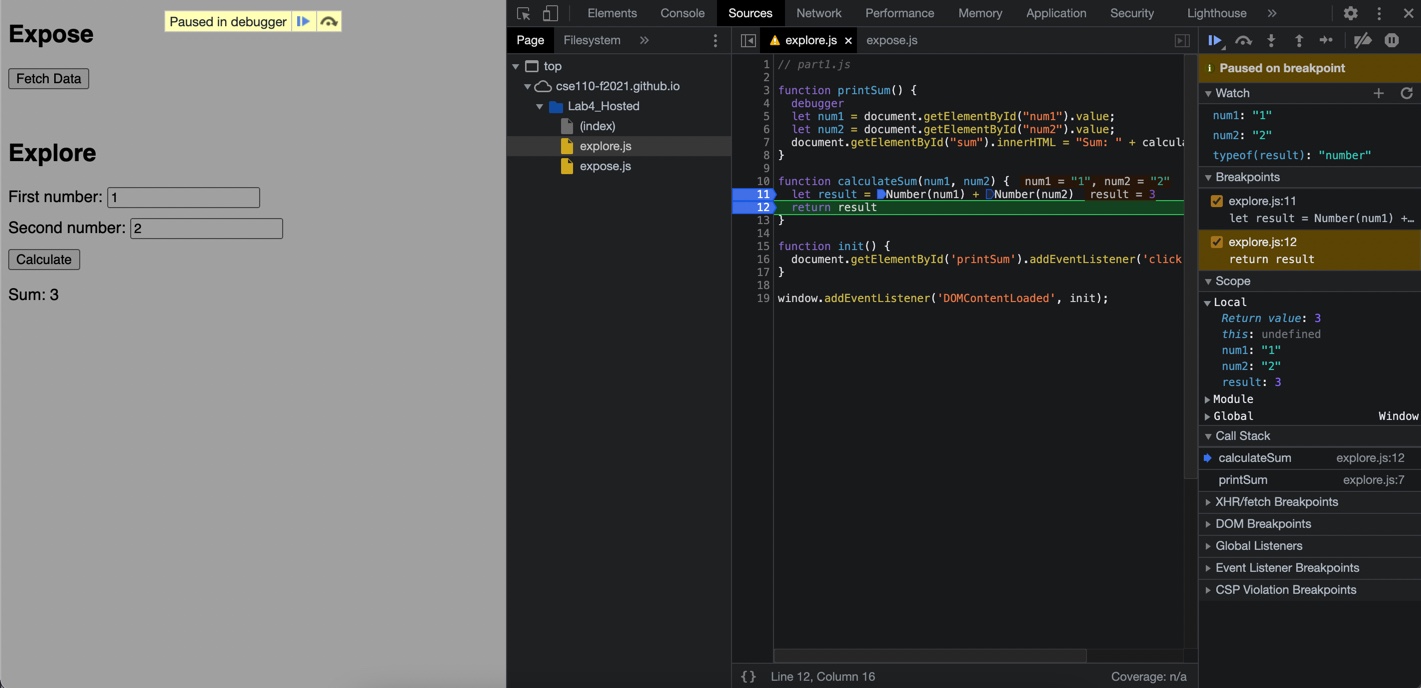 Expose
Paused in debugger
Fetch Data
Explore
First number: 1
Second number: 2
Calculate
Sum: 3
Elements Console Sources Network Performance Memory Application Security Lighthouse »
Page Filesystem »
top
cse110-f2021.github.io
Lab4_Hosted
(index)
explore.js
expose.js
explore.js × expose.js
1 // part1.js
2
3 function printSum() {
4 debugger
5 let num1 = document.getElementById("num1").value;
6 let num2 = document.getElementById("num2").value;
7 document.getElementById("sum").innerHTML = "Sum: " + calcula
8 }
9
10 function calculateSum(num1, num2) { num1 = "1", num2 = "2"
11 let result = Number(num1) + Number(num2) result = 3
12 return result
13 }
14
15 function init() {
16 document.getElementById('printSum').addEventListener('click
17 }
18
19 window.addEventListener('DOMContentLoaded', init);
{} Line 12, Column 16 Coverage: n/a
Paused on breakpoint
Watch
num1: "1"
num2: "2"
typeof(result): "number"
Breakpoints
explore.js:11
let result = Number(num1) +…
explore.js:12
return result
Scope
Local
Return value: 3
this: undefined
num1: "1"
num2: "2"
result: 3
Module
Global Window
Call Stack
calculateSum explore.js:12
printSum explore.js:7
XHR/fetch Breakpoints
DOM Breakpoints
Global Listeners
Event Listener Breakpoints
CSP Violation Breakpoints